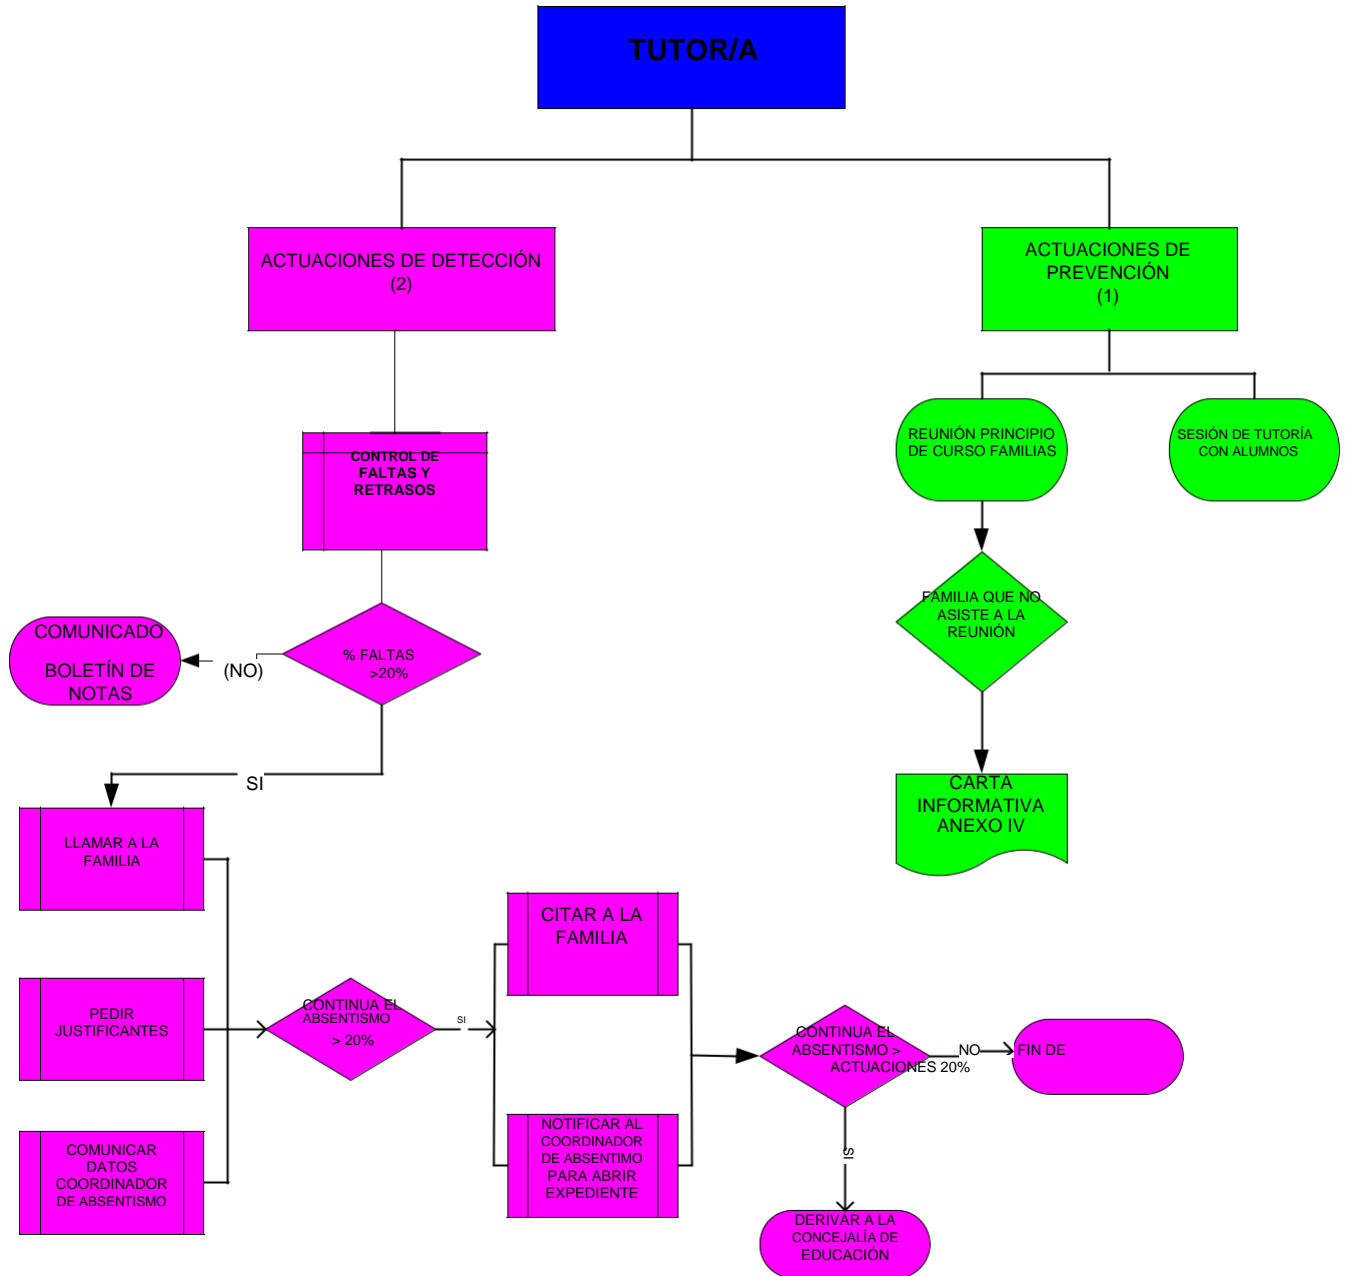 TUTOR/A
ACTUACIONES DE DETECCIÓN
(2)
ACTUACIONES DE
PREVENCIÓN
(1)
REUNIÓN PRINCIPIO
DE CURSO FAMILIAS
SESIÓN DE TUTORÍA
CON ALUMNOS
CONTROL DE
FALTAS Y
RETRASOS
FAMILIA QUE NO
ASISTE A LA
REUNIÓN
COMUNICADO
BOLETÍN DE
NOTAS
(NO)
% FALTAS
>20%
SI
CARTA
INFORMATIVA
ANEXO IV
LLAMAR A LA
FAMILIA
PEDIR
JUSTIFICANTES
COMUNICAR
DATOS
COORDINADOR
DE ABSENTISMO
CONTINUA EL
ABSENTISMO
> 20%
SI
CITAR A LA
FAMILIA
NOTIFICAR AL
COORDINADOR
DE ABSENTIMO
PARA ABRIR
EXPEDIENTE
CONTINUA EL
ABSENTISMO >
ACTUACIONES 20%
NO
FIN DE
SI
DERIVAR A LA
CONCEJALÍA DE
EDUCACIÓN